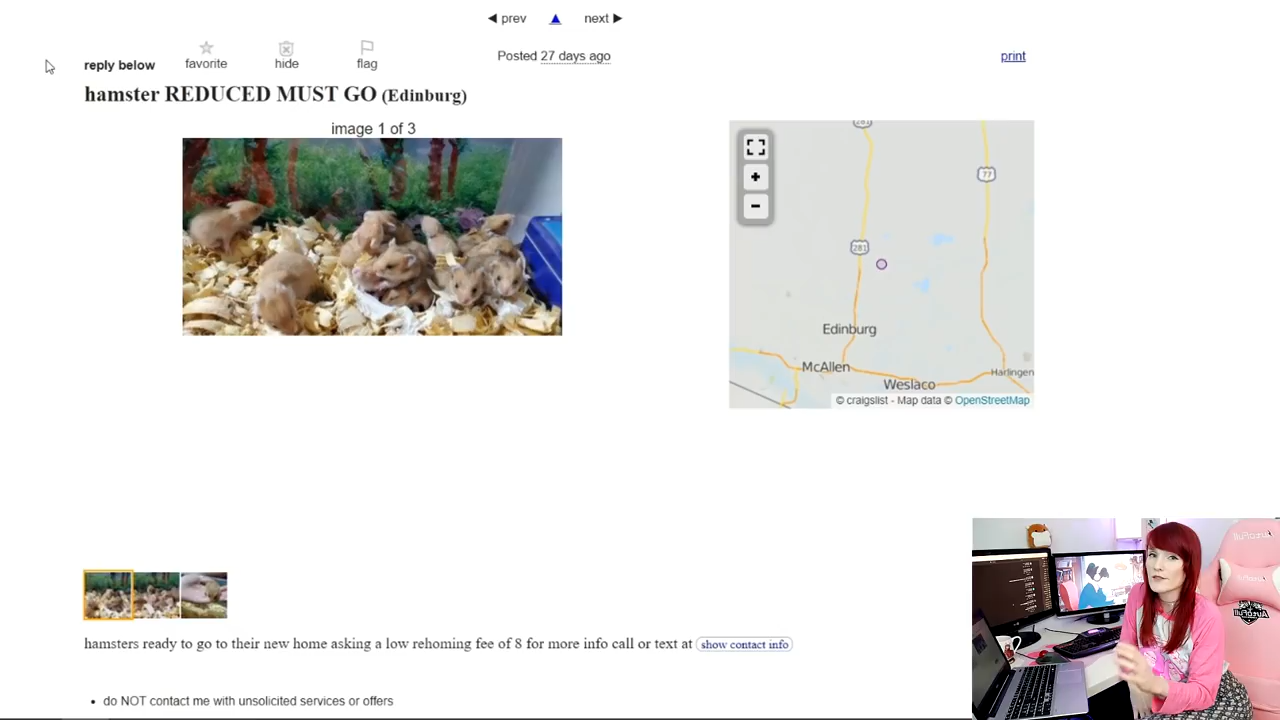 ◀ prev ▲ next ▶
reply below
favorite
hide
flag
Posted 27 days ago
print
hamster REDUCED MUST GO (Edinburg)
image 1 of 3
281
77
+
281
-
Edinburg
McAllen
Harlingen
Weslaco
© craigslist - Map data © OpenStreetMap
hamsters ready to go to their new home asking a low rehoming fee of 8 for more info call or text at show contact info
• do NOT contact me with unsolicited services or offers